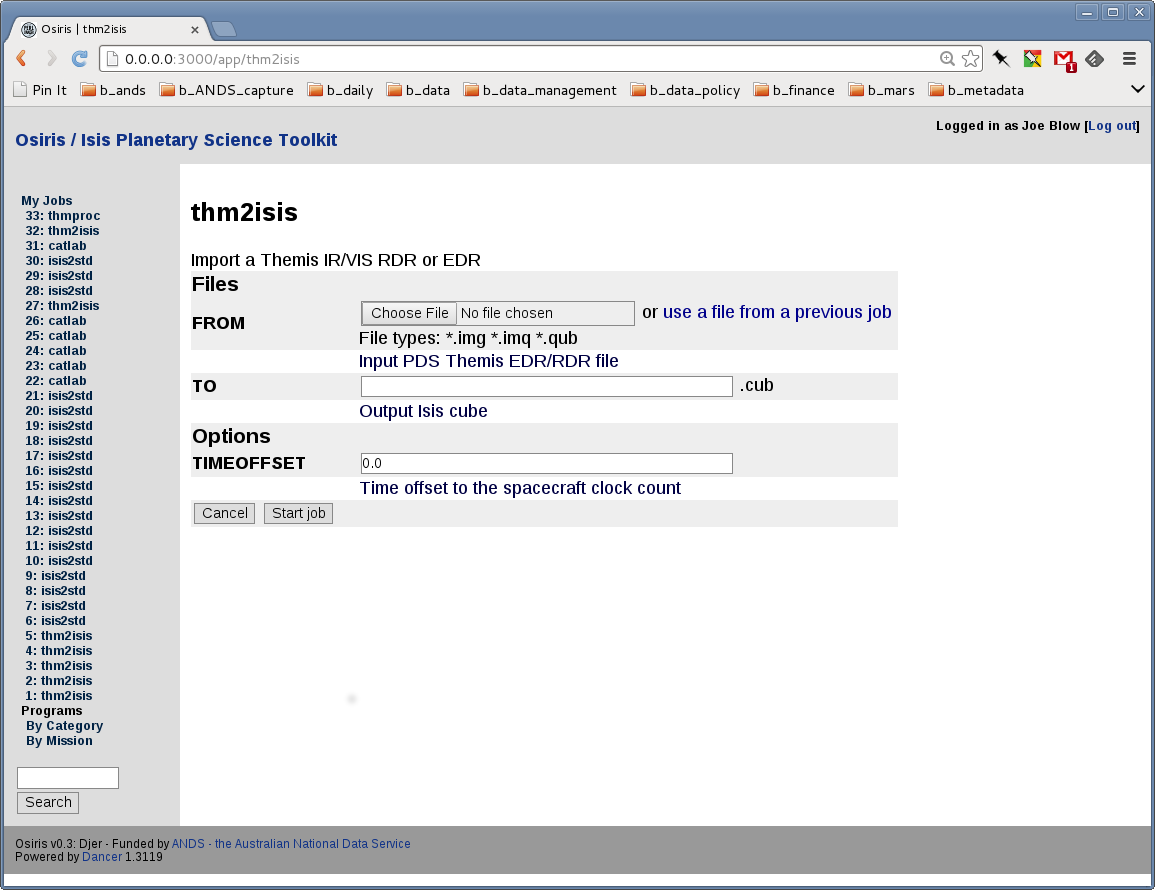 Osiris | thm2isis
0.0.0.0:3000/app/thm2isis
1
Pin It b_ands b_ANDS_capture b_daily b_data b_data_management b_data_policy b_finance b_mars b_metadata
Logged in as Joe Blow [Log out]
Osiris / Isis Planetary Science Toolkit
My Jobs
33: thmproc
32: thm2isis
31: catlab
30: isis2std
29: isis2std
28: isis2std
27: thm2isis
26: catlab
25: catlab
24: catlab
23: catlab
22: catlab
21: isis2std
20: isis2std
19: isis2std
18: isis2std
17: isis2std
16: isis2std
15: isis2std
14: isis2std
13: isis2std
12: isis2std
11: isis2std
10: isis2std
9: isis2std
8: isis2std
7: isis2std
6: isis2std
5: thm2isis
4: thm2isis
3: thm2isis
2: thm2isis
1: thm2isis
Programs
By Category
By Mission
Search
thm2isis
Import a Themis IR/VIS RDR or EDR
Files
FROM Choose File No file chosen or use a file from a previous job
File types: *.img *.imq *.qub
Input PDS Themis EDR/RDR file
TO .cub
Output Isis cube
Options
TIMEOFFSET 0.0
Time offset to the spacecraft clock count
Cancel Start job
Osiris v0.3: Djer - Funded by ANDS - the Australian National Data Service
Powered by Dancer 1.3119